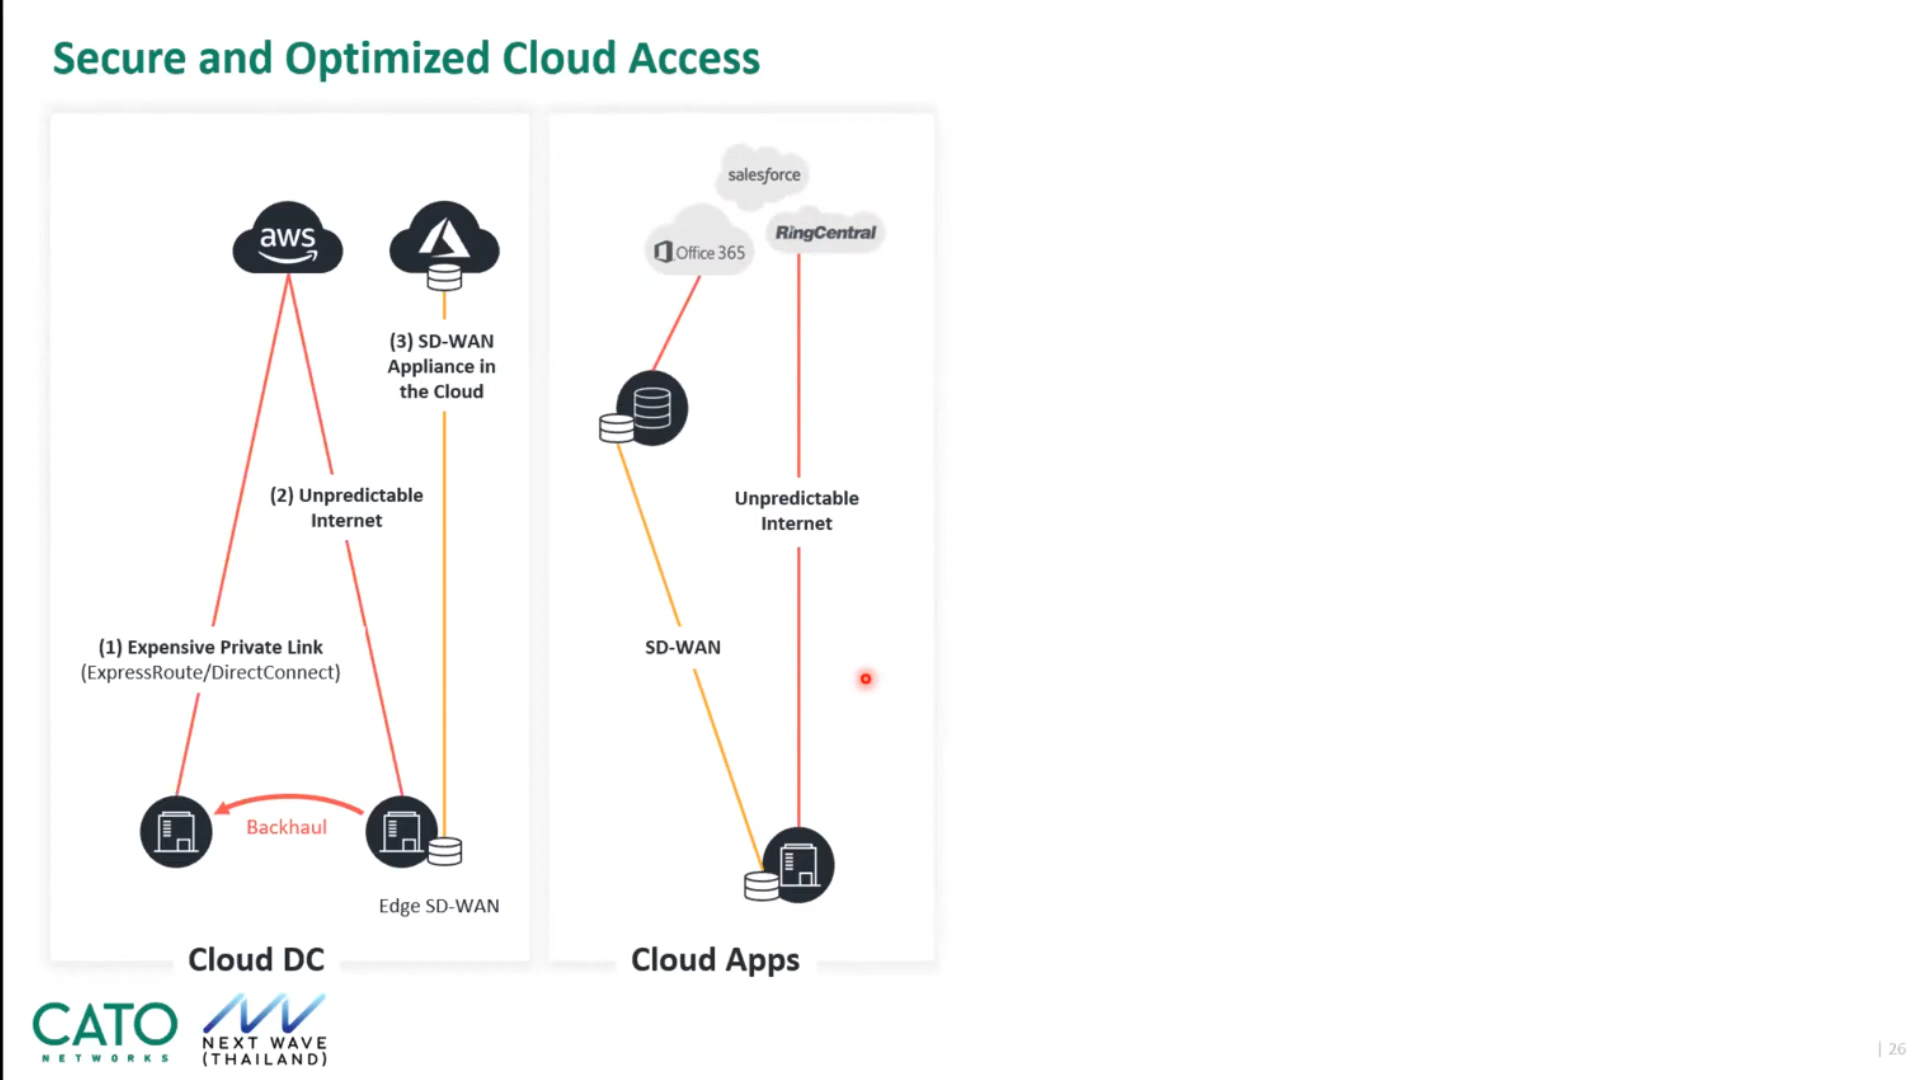 Secure and Optimized Cloud Access
aws
(3) SD-WAN
Appliance in
the Cloud
(2) Unpredictable
Internet
(1) Expensive Private Link
(ExpressRoute/DirectConnect)
Backhaul
Edge SD-WAN
Cloud DC
salesforce
Office 365
RingCentral
Unpredictable
Internet
SD-WAN
Cloud Apps
CATO
NETWORKS
NEXT WAVE
(THAILAND)
| 26